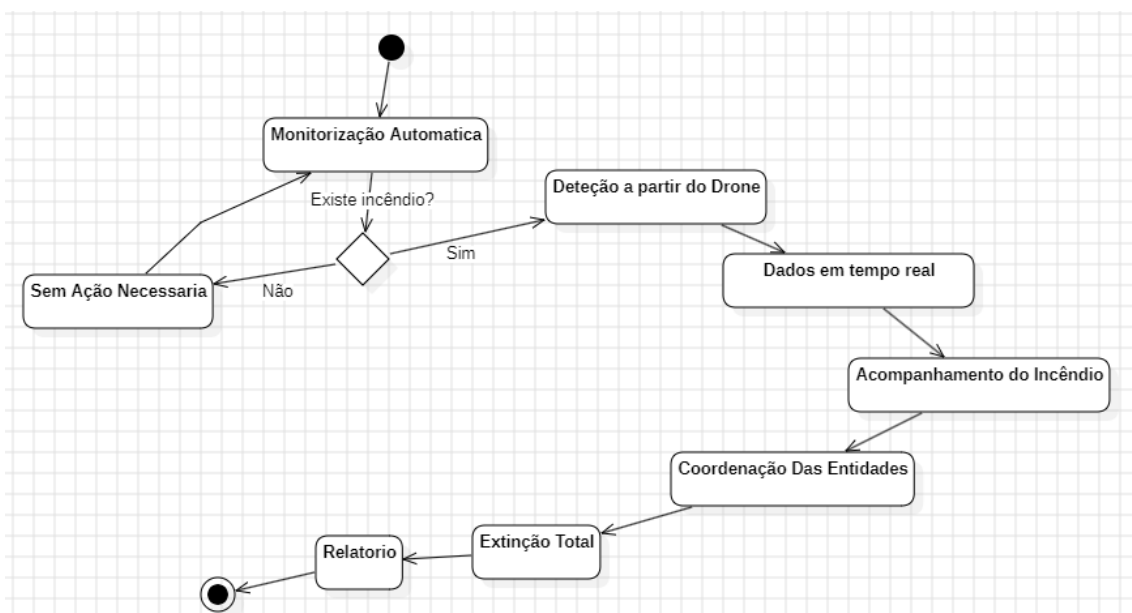 Monitorização Automatica
Existe incêndio?
Deteção a partir do Drone
Sim
Dados em tempo real
Sem Ação Necessaria
Não
Acompanhamento do Incêndio
Coordenação Das Entidades
Extinção Total
Relatorio